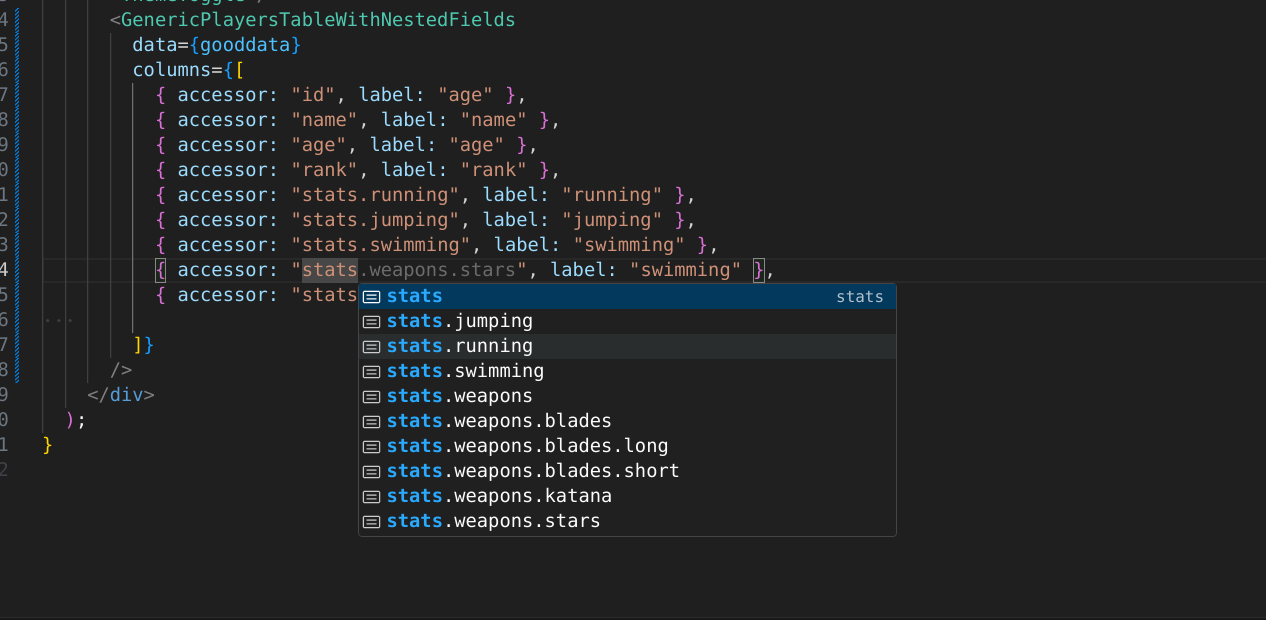 4 <GenericPlayersTableWithNestedFields
5 data={gooddata}
6 columns={[
7 { accessor: "id", label: "age" },
8 { accessor: "name", label: "name" },
9 { accessor: "age", label: "age" },
0 { accessor: "rank", label: "rank" },
1 { accessor: "stats.running", label: "running" },
2 { accessor: "stats.jumping", label: "jumping" },
3 { accessor: "stats.swimming", label: "swimming" },
4 { accessor: "stats.weapons.stars", label: "swimming" },
5 { accessor: "stats
stats stats
6 ···
stats.jumping
stats.running
7 ]}
8 />
stats.swimming
9 </div>
stats.weapons
0 );
stats.weapons.blades
1 }
stats.weapons.blades.long
2
stats.weapons.blades.short
stats.weapons.katana
stats.weapons.stars